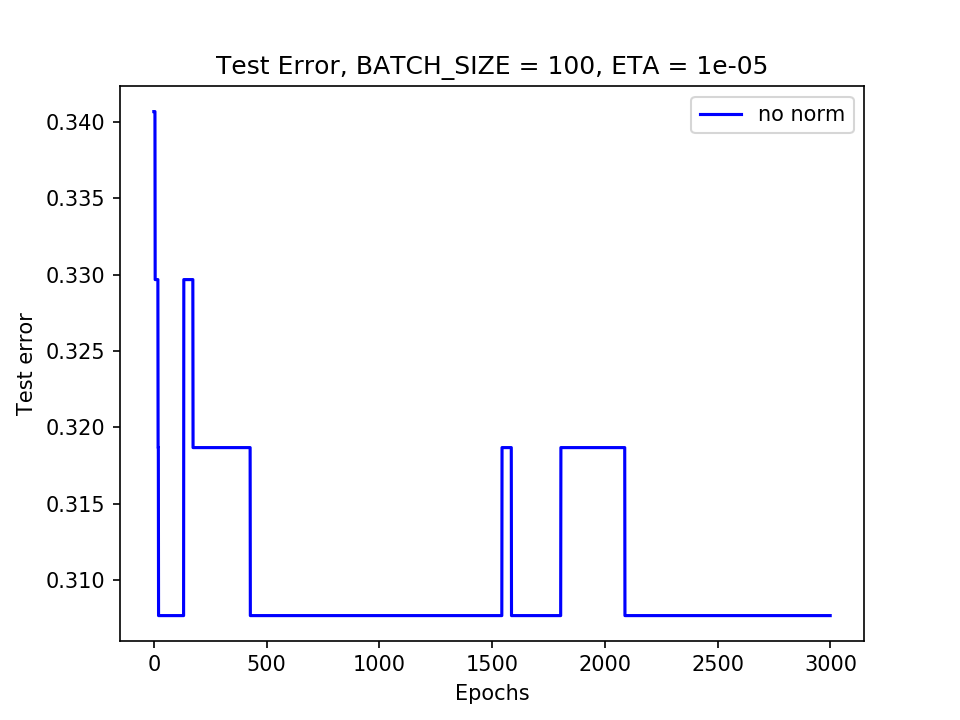 Test Error, BATCH_SIZE = 100, ETA = 1e-05
no norm
0.340
0.335
0.330
0.325
0.320
0.315
0.310
Test error
0 500 1000 1500 2000 2500 3000
Epochs